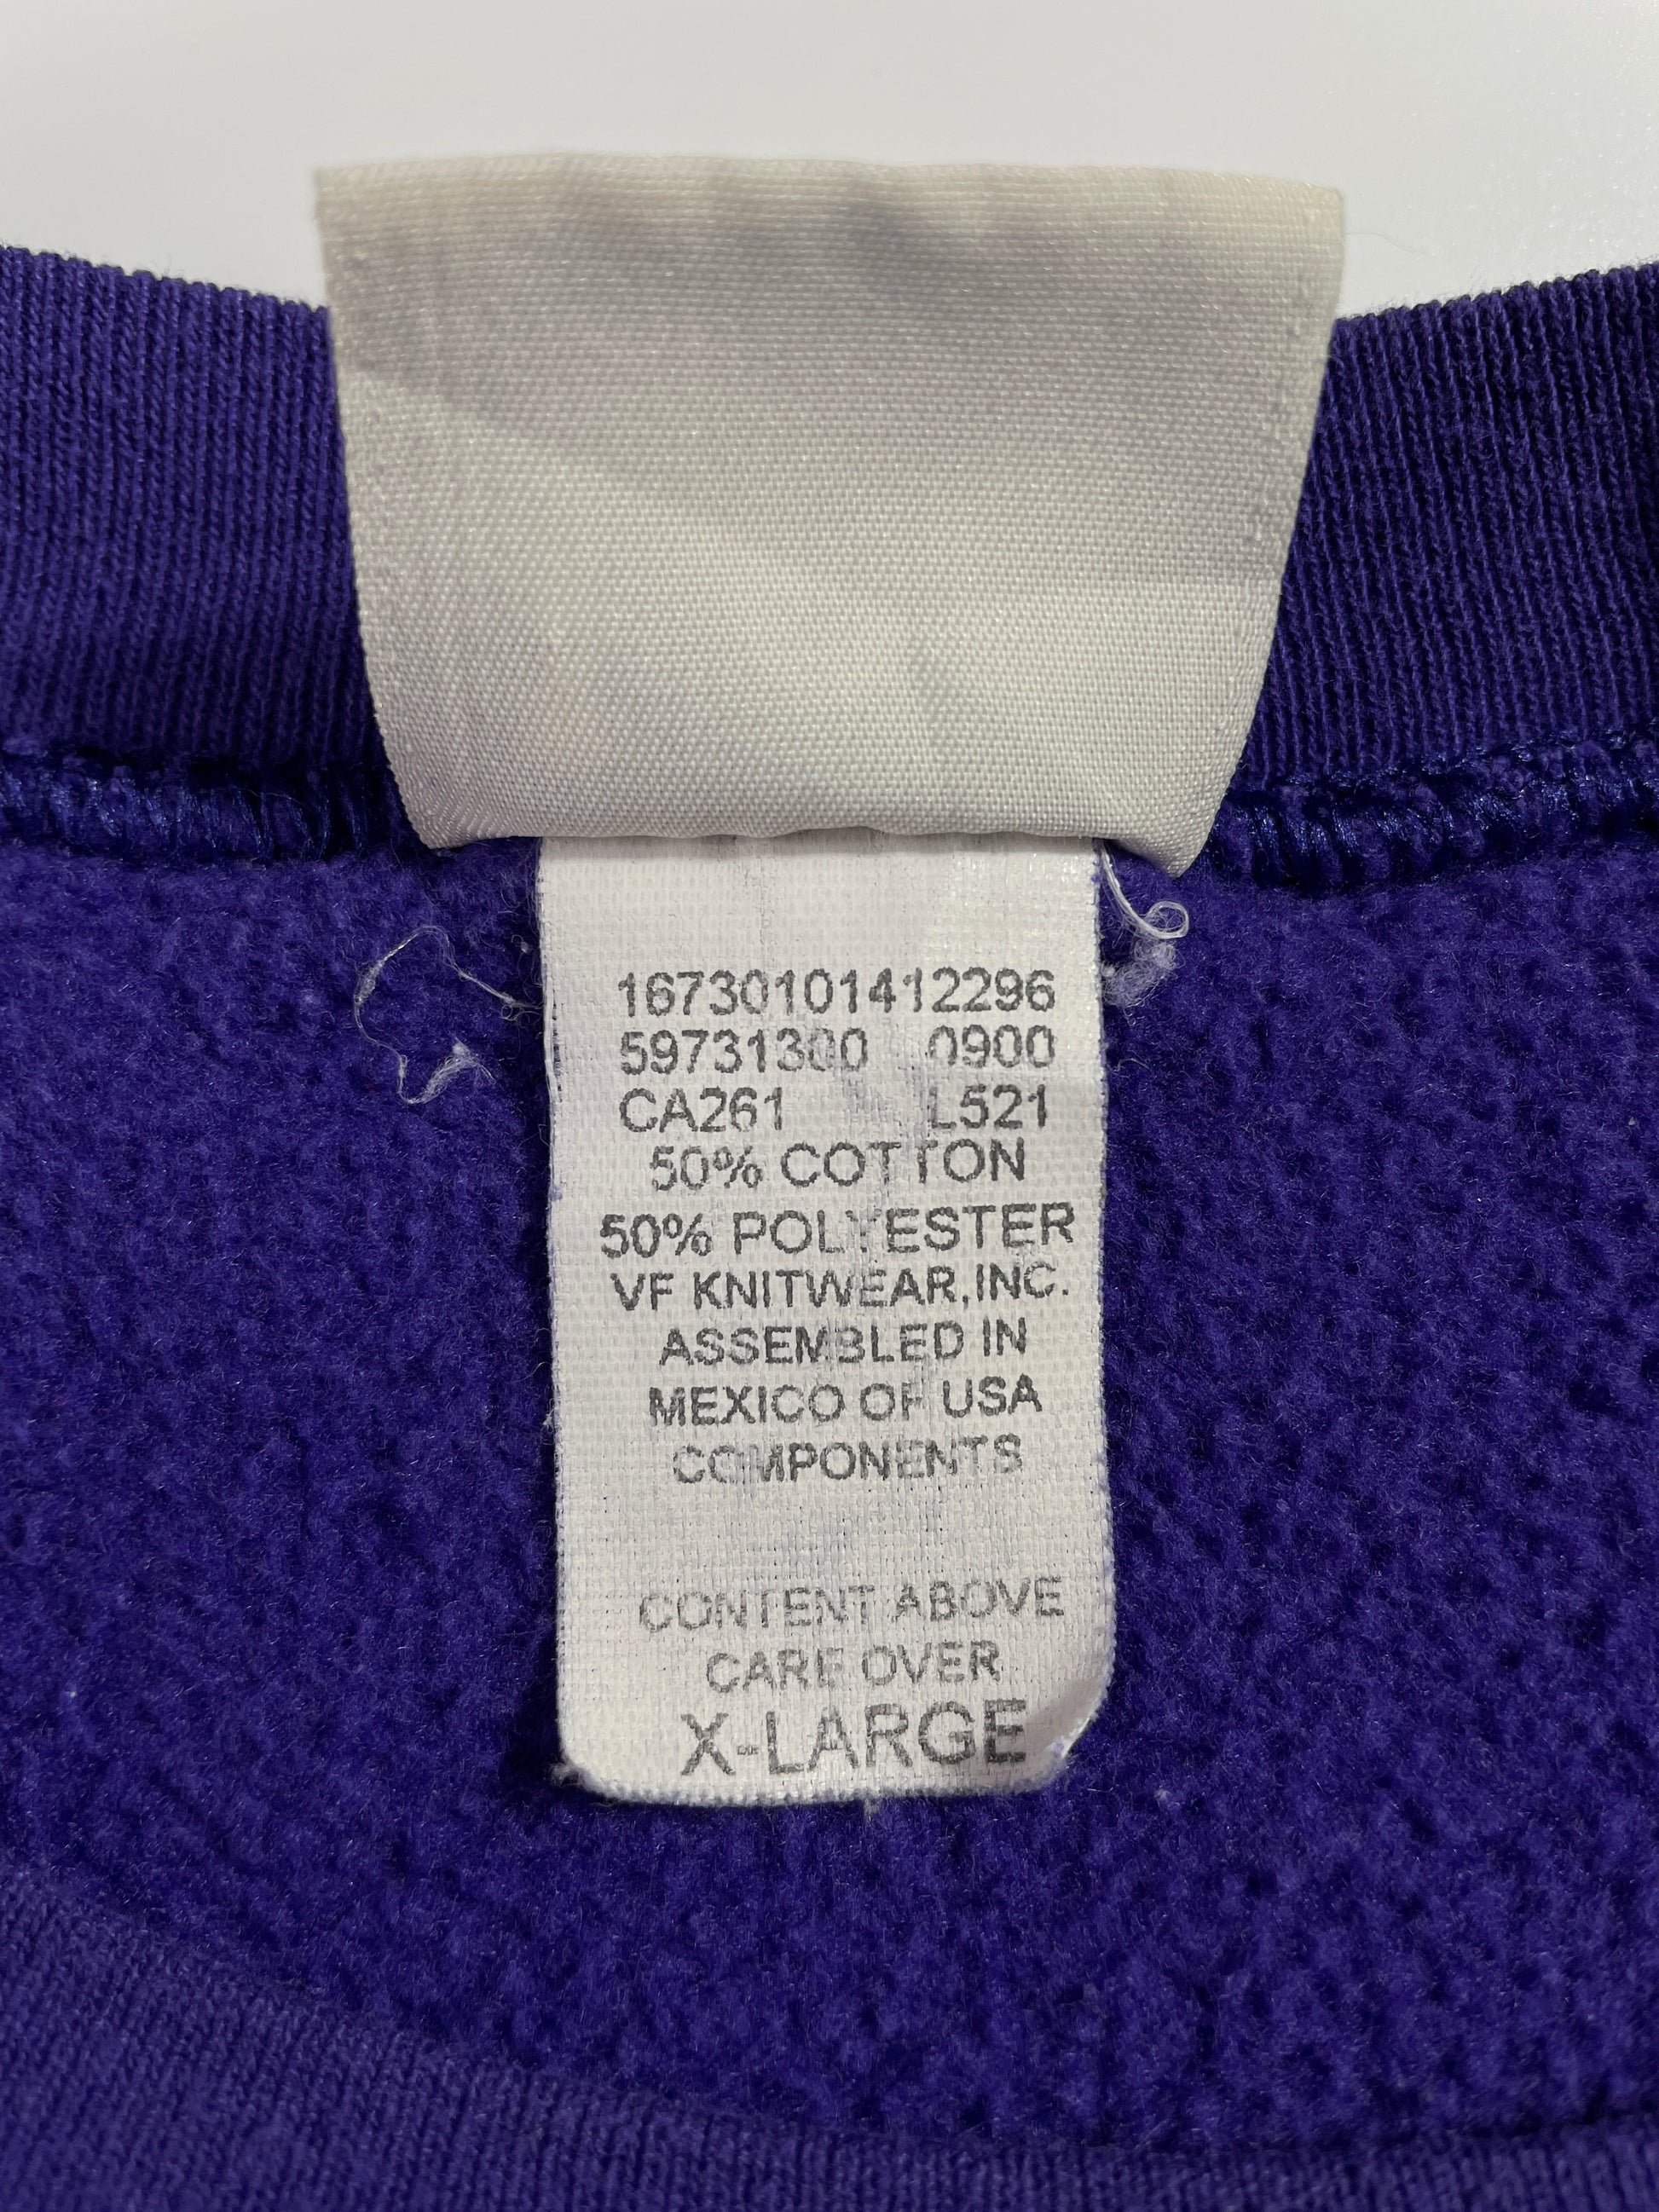 16730101412296
59731300 0900
CA261 L521
50% COTTON
50% POLYESTER
VF KNITWEAR,INC.
ASSEMBLED IN
MEXICO OF USA
COMPONENTS
CONTENT ABOVE
CARE OVER
X-LARGE